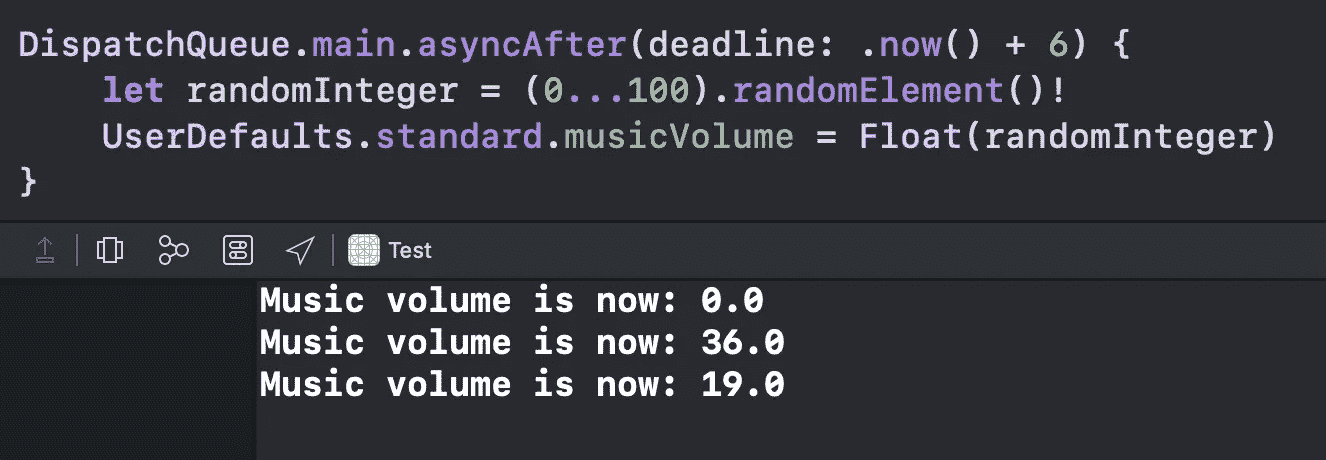 DispatchQueue.main.asyncAfter(deadline: .now() + 6) {
    let randomInteger = (0...100).randomElement()!
    UserDefaults.standard.musicVolume = Float(randomInteger)
}
Test
Music volume is now: 0.0
Music volume is now: 36.0
Music volume is now: 19.0